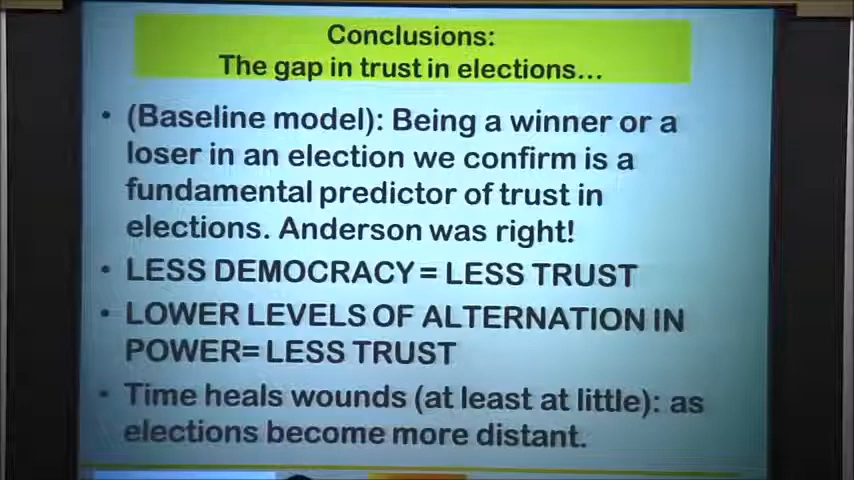 Conclusions:
The gap in trust in elections...
• (Baseline model): Being a winner or a
loser in an election we confirm is a
fundamental predictor of trust in
elections. Anderson was right!
• LESS DEMOCRACY = LESS TRUST
• LOWER LEVELS OF ALTERNATION IN
POWER= LESS TRUST
• Time heals wounds (at least at little): as
elections become more distant.